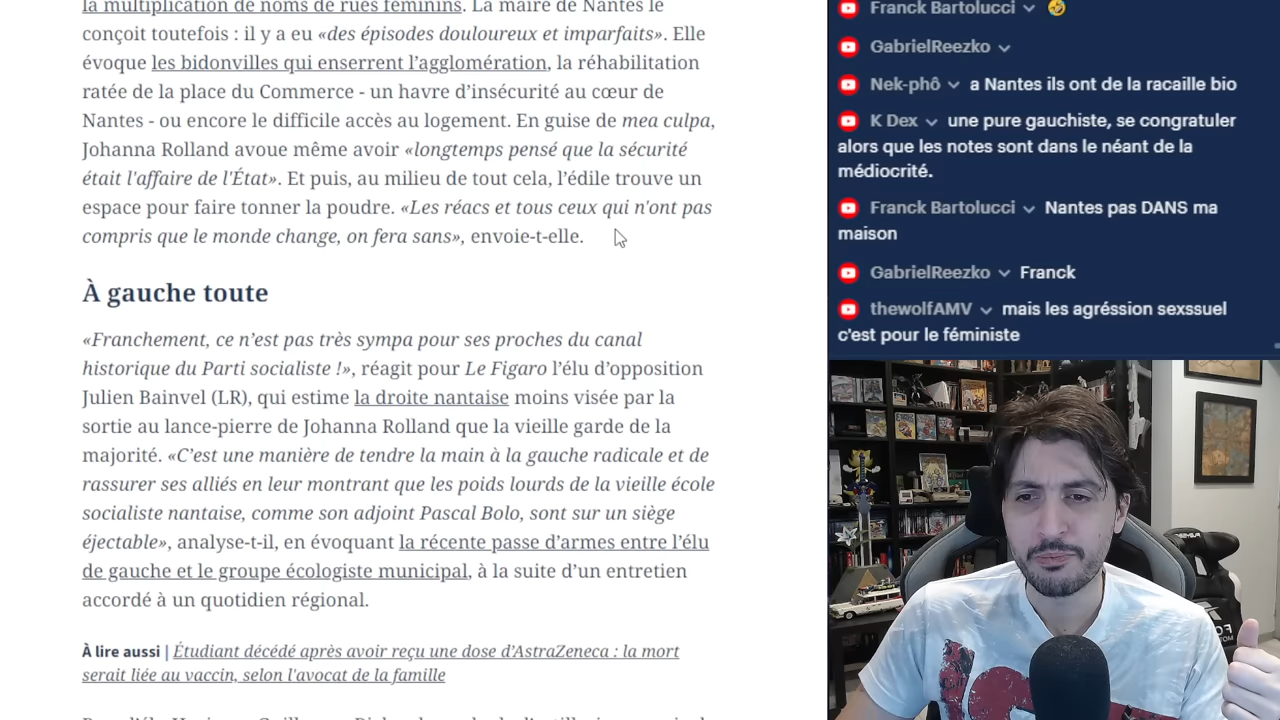 la multiplication de noms de rues féminins. La maire de Nantes le
conçoit toutefois : il y a eu «des épisodes douloureux et imparfaits». Elle
évoque les bidonvilles qui enserrent l’agglomération, la réhabilitation
ratée de la place du Commerce - un havre d’insécurité au cœur de
Nantes - ou encore le difficile accès au logement. En guise de mea culpa,
Johanna Rolland avoue même avoir «longtemps pensé que la sécurité
était l'affaire de l'État». Et puis, au milieu de tout cela, l’édile trouve un
espace pour faire tonner la poudre. «Les réacs et tous ceux qui n'ont pas
compris que le monde change, on fera sans», envoie-t-elle.
À gauche toute
«Franchement, ce n’est pas très sympa pour ses proches du canal
historique du Parti socialiste !», réagit pour Le Figaro l’élu d’opposition
Julien Bainvel (LR), qui estime la droite nantaise moins visée par la
sortie au lance-pierre de Johanna Rolland que la vieille garde de la
majorité. «C’est une manière de tendre la main à la gauche radicale et de
rassurer ses alliés en leur montrant que les poids lourds de la vieille école
socialiste nantaise, comme son adjoint Pascal Bolo, sont sur un siège
éjectable», analyse-t-il, en évoquant la récente passe d’armes entre l’élu
de gauche et le groupe écologiste municipal, à la suite d’un entretien
accordé à un quotidien régional.
À lire aussi | Étudiant décédé après avoir reçu une dose d’AstraZeneca : la mort
serait liée au vaccin, selon l'avocat de la famille
Franck Bartolucci 🤣
GabrielReezko
Nek-phô a Nantes ils ont de la racaille bio
K Dex une pure gauchiste, se congratuler
alors que les notes sont dans le néant de la
médiocrité.
Franck Bartolucci Nantes pas DANS ma
maison
GabrielReezko Franck
thewolfAMV mais les agréssion sexssuel
c'est pour le féministe